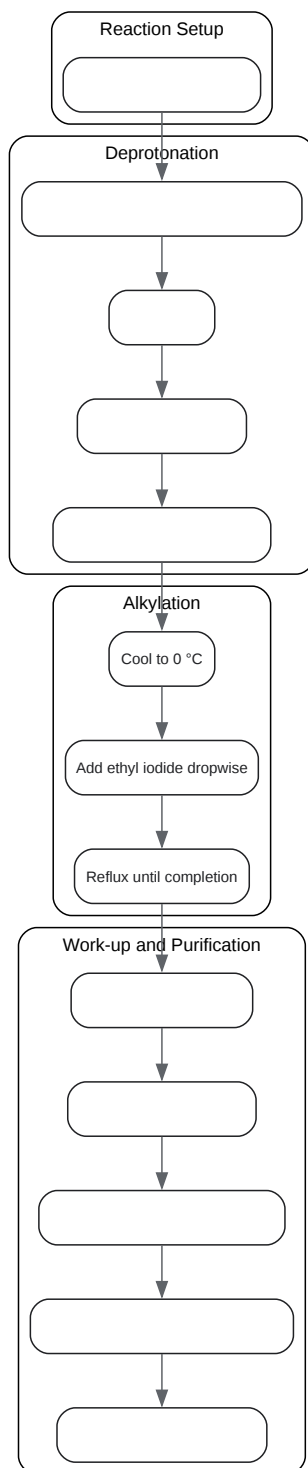 Reaction Setup
Deprotonation
Alkylation
Cool to 0 °C
Add ethyl iodide dropwise
Reflux until completion
Work-up and Purification